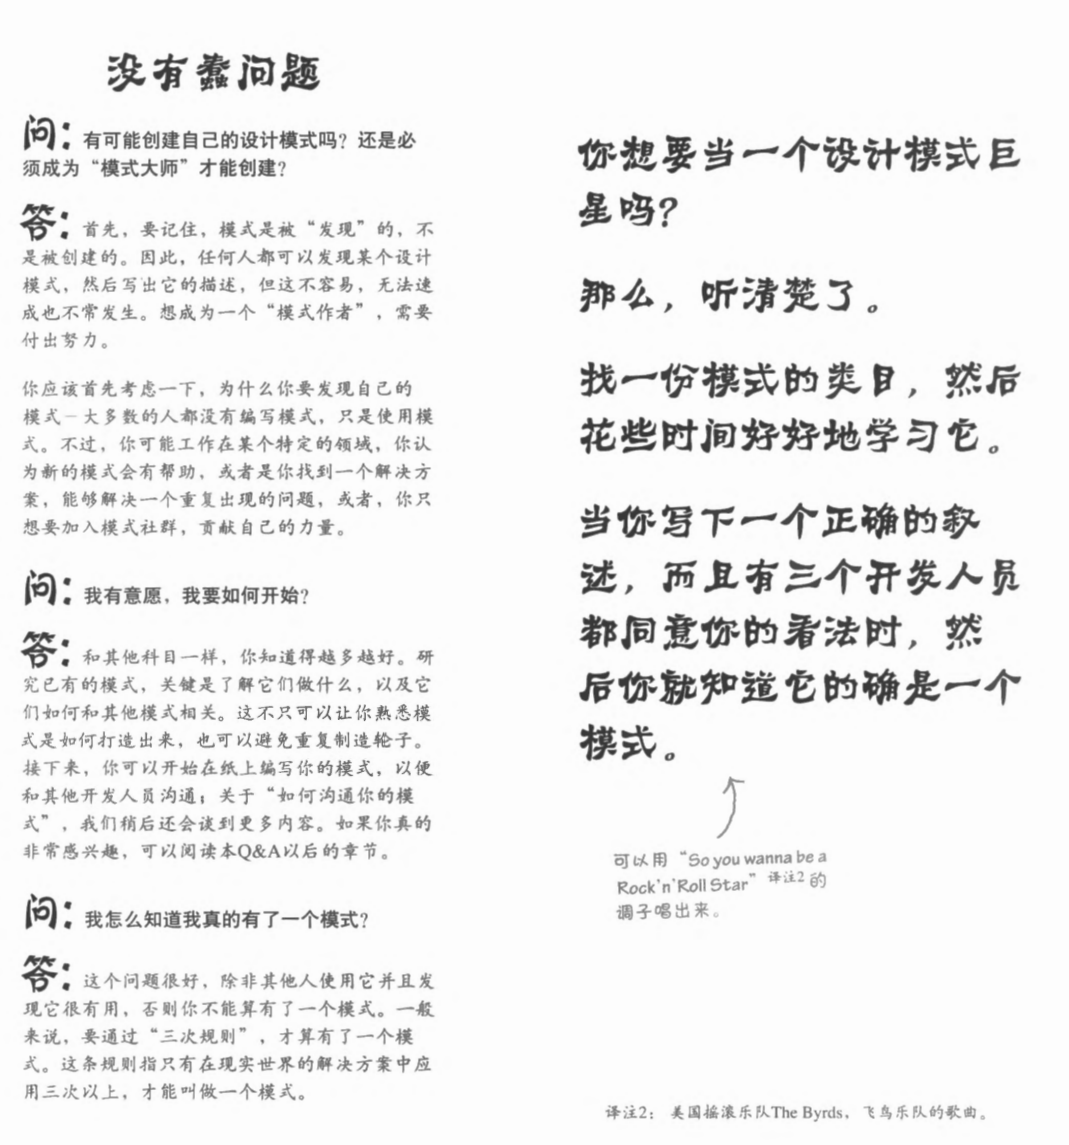 没有蠢问题
问：有可能创建自己的设计模式吗？还是必
须成为“模式大师”才能创建？
答：首先，要记住，模式是被“发现”的，不
是被创建的。因此，任何人都可以发现某个设计
模式，然后写出它的描述，但这不容易，无法速
成也不常发生。想成为一个“模式作者”，需要
付出努力。
你应该首先考虑一下，为什么你要发现自己的
模式－大多数的人都没有编写模式，只是使用模
式。不过，你可能工作在某个特定的领域，你认
为新的模式会有帮助，或者是你找到一个解决方
案，能够解决一个重复出现的问题，或者，你只
想要加入模式社群，贡献自己的力量。
问：我有意愿，我要如何开始？
答：和其他科目一样，你知道得越多越好。研
究已有的模式，关键是了解它们做什么，以及它
们如何和其他模式相关。这不只可以让你熟悉模
式是如何打造出来，也可以避免重复制造轮子。
接下来，你可以开始在纸上编写你的模式，以便
和其他开发人员沟通；关于“如何沟通你的模
式”，我们稍后还会谈到更多内容。如果你真的
非常感兴趣，可以阅读本Q&A以后的章节。
问：我怎么知道我真的有了一个模式？
答：这个问题很好，除非其他人使用它并且发
现它很有用，否则你不能算有了一个模式。一般
来说，要通过“三次规则”，才算有了一个模
式。这条规则指只有在现实世界的解决方案中应
用三次以上，才能叫做一个模式。
你想要当一个设计模式巨
星吗？
那么，听清楚了。
找一份模式的类目，然后
花些时间好好地学习它。
当你写下一个正确的叙
述，而且有三个开发人员
都同意你的看法时，然
后你就知道它的确是一个
模式。
可以用“So you wanna be a
Rock'n'Roll Star”译注2的
调子唱出来。
译注2： 美国摇滚乐队The Byrds，飞鸟乐队的歌曲。